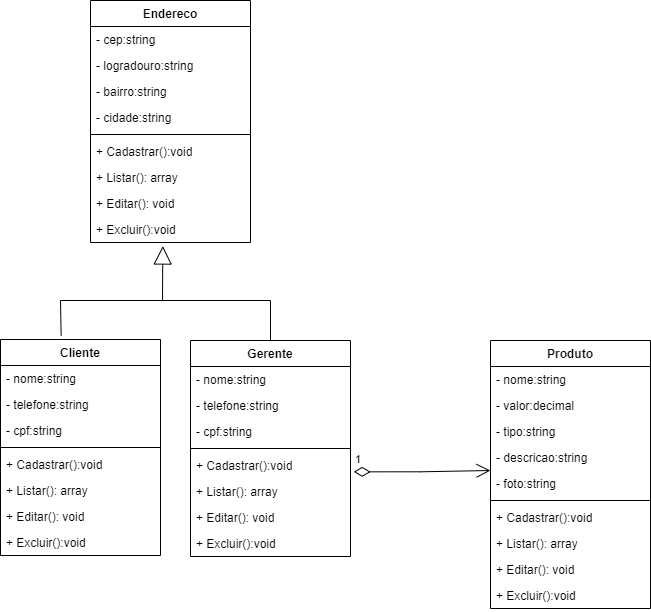 Endereco
- cep:string
- logradouro:string
- bairro:string
- cidade:string
+ Cadastrar():void
+ Listar(): array
+ Editar(): void
+ Excluir():void
Cliente
- nome:string
- telefone:string
- cpf:string
+ Cadastrar():void
+ Listar(): array
+ Editar(): void
+ Excluir():void
Gerente
- nome:string
- telefone:string
- cpf:string
+ Cadastrar():void
+ Listar(): array
+ Editar(): void
+ Excluir():void
1
Produto
- nome:string
- valor:decimal
- tipo:string
- descricao:string
- foto:string
+ Cadastrar():void
+ Listar(): array
+ Editar(): void
+ Excluir():void